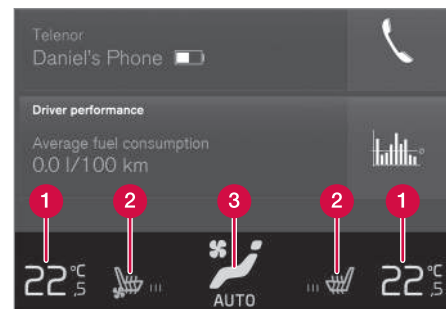 Telenor
Daniel's Phone
Driver performance
Average fuel consumption
0.0 l/100 km
1 2 3 2 1
22,5 °C AUTO 22,5 °C